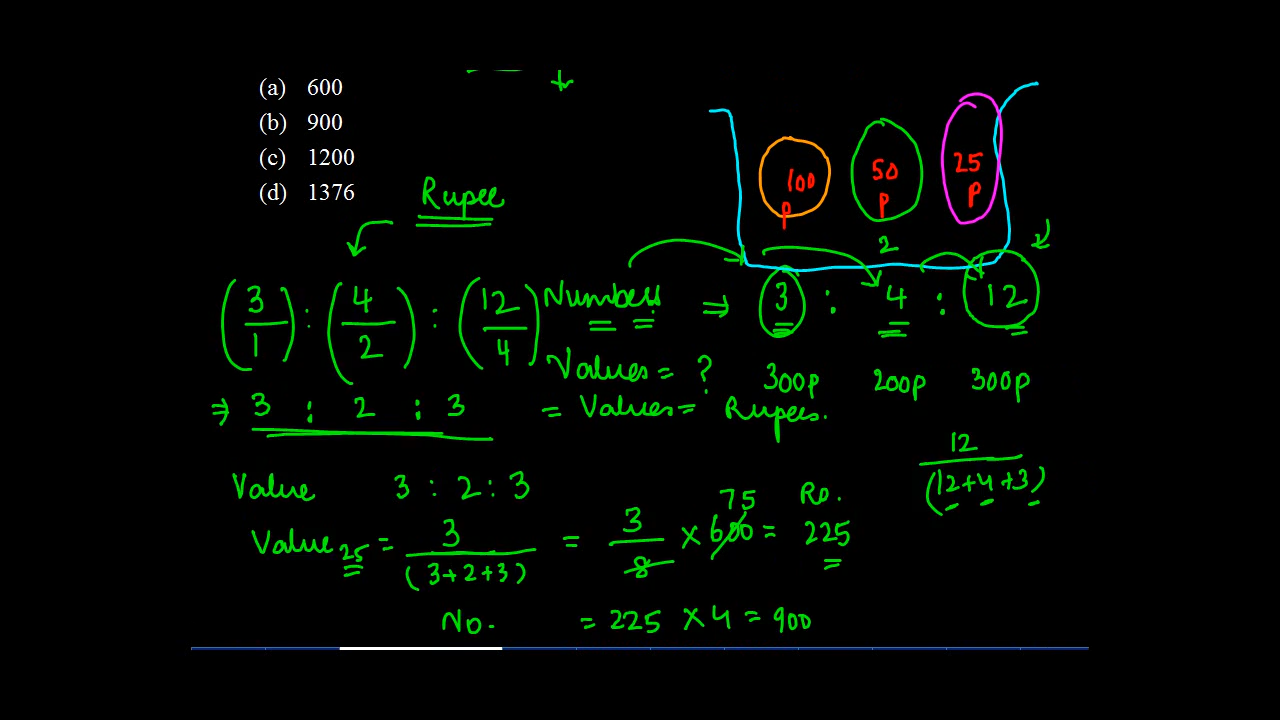 (a) 600
(b) 900
(c) 1200
(d) 1376
Rupee
100 P
50 P
25 P
2
(3/1) : (4/2) : (12/4)
Numbers ⇒ 3 : 4 : 12
Values = ? 300p 200p 300p
⇒ 3 : 2 : 3 = Values = Rupees.
12/(12+4+3)
Value 3 : 2 : 3
Value 25 = 3/(3+2+3) = 3/8 × 600 75 = 225 Rs.
No. = 225 × 4 = 900